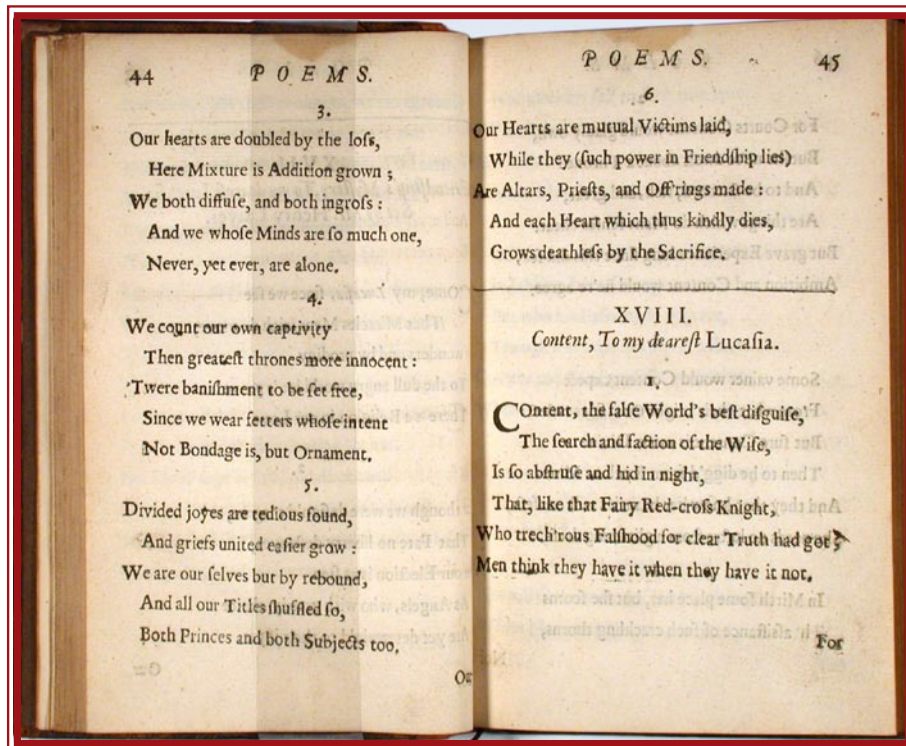 44 POEMS.
3.
Our hearts are doubled by the loſs,
Here Mixture is Addition grown ;
We both diffuſe, and both ingroſs :
And we whoſe Minds are ſo much one,
Never, yet ever, are alone.
4.
We count our own captivity
Then greateſt thrones more innocent :
'Twere baniſhment to be ſet free,
Since we wear fetters whoſe intent
Not Bondage is, but Ornament.
5.
Divided joyes are tedious found,
And griefs united eaſier grow :
We are our ſelves but by rebound,
And all our Titles ſhuffled ſo,
Both Princes and both Subjects too.
POEMS. 45
6.
Our Hearts are mutual Victims laid,
While they (ſuch power in Friendſhip lies)
Are Altars, Prieſts, and Off'rings made :
And each Heart which thus kindly dies,
Grows deathleſs by the Sacrifice.
XVIII.
Content, To my deareſt Lucaſia.
1.
COntent, the falſe World's beſt diſguiſe,
The ſearch and faction of the Wiſe,
Is ſo abſtruſe and hid in night,
That, like that Fairy Red-croſs Knight,
Who trech'rous Falſhood for clear Truth had got,
Men think they have it when they have it not.
For